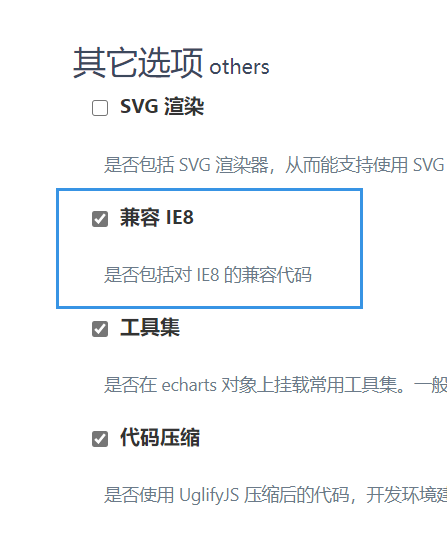 其它选项 others
SVG 渲染
是否包括 SVG 渲染器，从而能支持使用 SVG
兼容 IE8
是否包括对 IE8 的兼容代码
工具集
是否在 echarts 对象上挂载常用工具集。一般
代码压缩
是否使用 UglifyJS 压缩后的代码，开发环境建